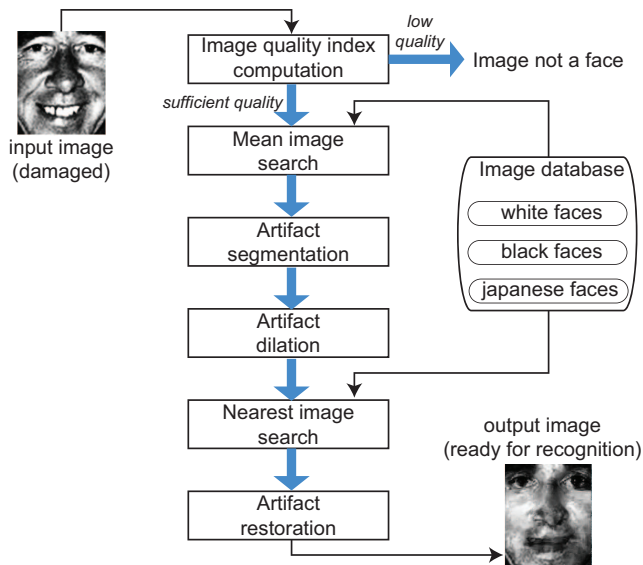 low
quality
Image quality index
computation
Image not a face
sufficient quality
input image
(damaged)
Mean image
search
Image database
white faces
black faces
japanese faces
Artifact
segmentation
Artifact
dilation
Nearest image
search
output image
(ready for recognition)
Artifact
restoration